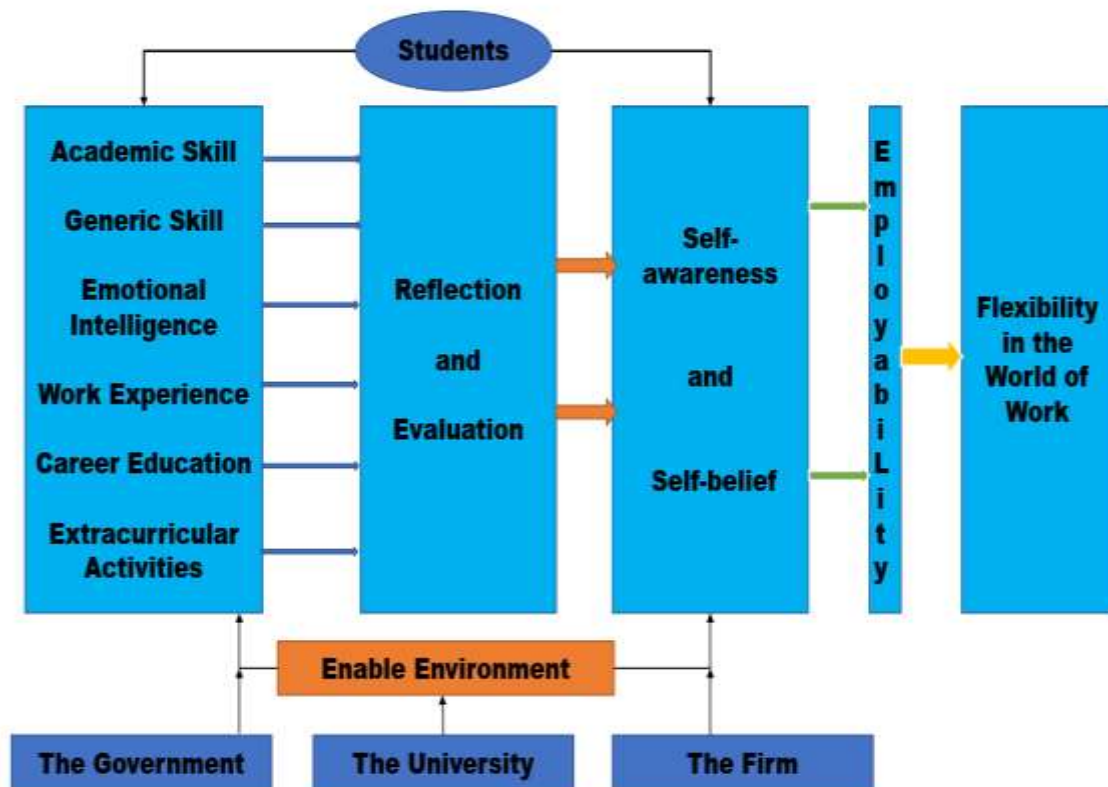 Students
Academic Skill
Generic Skill
Emotional
Intelligence
Work Experience
Career Education
Extracurricular
Activities
Reflection
and
Evaluation
Self-
awareness
and
Self-belief
E
m
p
l
o
y
a
b
i
L
i
t
y
Flexibility
in the
World of
Work
Enable Environment
The Government
The University
The Firm